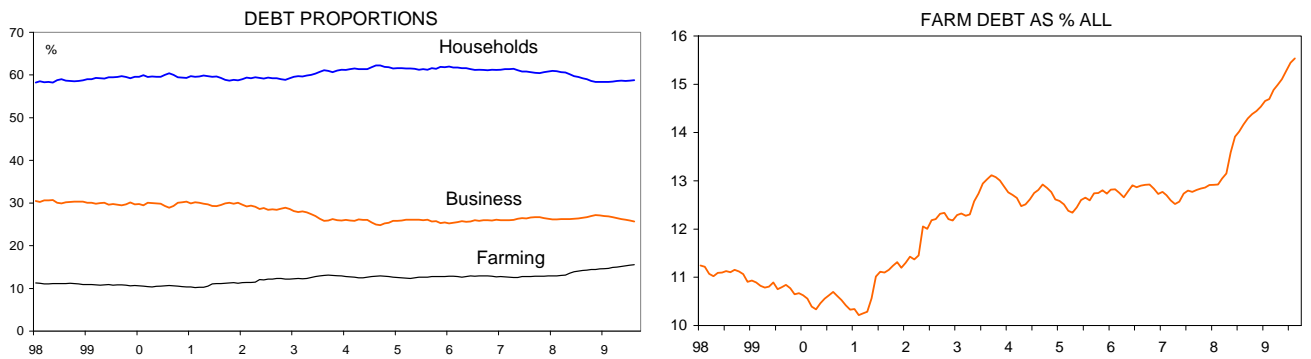 DEBT PROPORTIONS
%
70
60
50
40
30
20
10
0
Households
Business
Farming
98 99 0 1 2 3 4 5 6 7 8 9
FARM DEBT AS % ALL
16
15
14
13
12
11
10
98 99 0 1 2 3 4 5 6 7 8 9